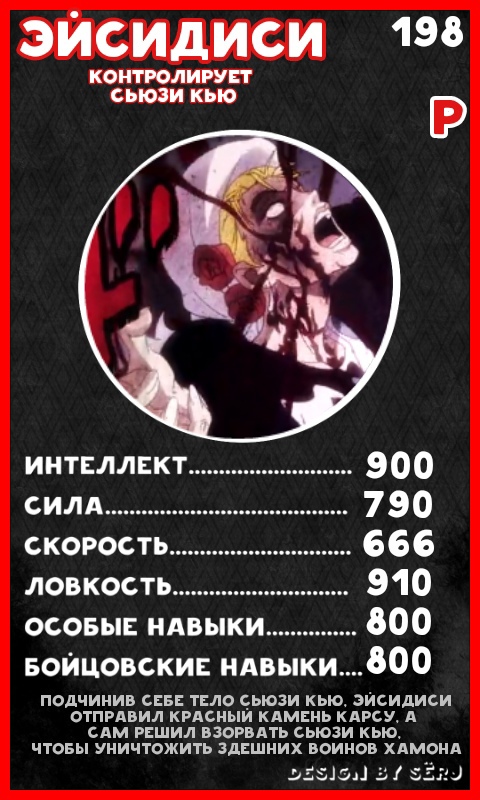 ЭЙСИДИСИ
198
КОНТРОЛИРУЕТ
СЬЮЗИ КЬЮ
Р
ИНТЕЛЛЕКТ.................................. 900
СИЛА.................................................. 790
СКОРОСТЬ..................................... 666
ЛОВКОСТЬ.................................... 910
ОСОБЫЕ НАВЫКИ.................. 800
БОЙЦОВСКИЕ НАВЫКИ.... 800
ПОДЧИНИВ СЕБЕ ТЕЛО СЬЮЗИ КЬЮ, ЭЙСИДИСИ
ОТПРАВИЛ КРАСНЫЙ КАМЕНЬ КАРСУ, А
САМ РЕШИЛ ВЗОРВАТЬ СЬЮЗИ КЬЮ,
ЧТОБЫ УНИЧТОЖИТЬ ЗДЕШНИХ ВОИНОВ ХАМОНА
DESIGN BY SЁRJ